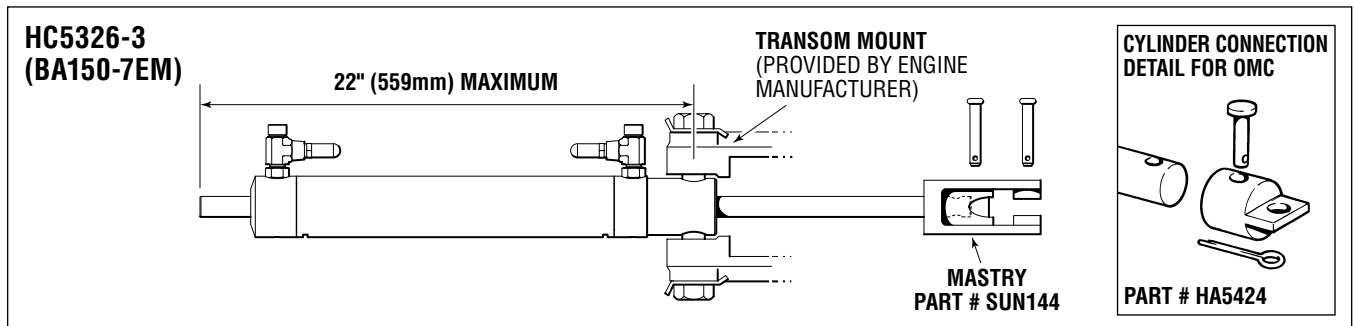 HC5326-3
(BA150-7EM)
22" (559mm) MAXIMUM
TRANSOM MOUNT
(PROVIDED BY ENGINE
MANUFACTURER)
MASTRY
PART # SUN144
CYLINDER CONNECTION
DETAIL FOR OMC
PART # HA5424